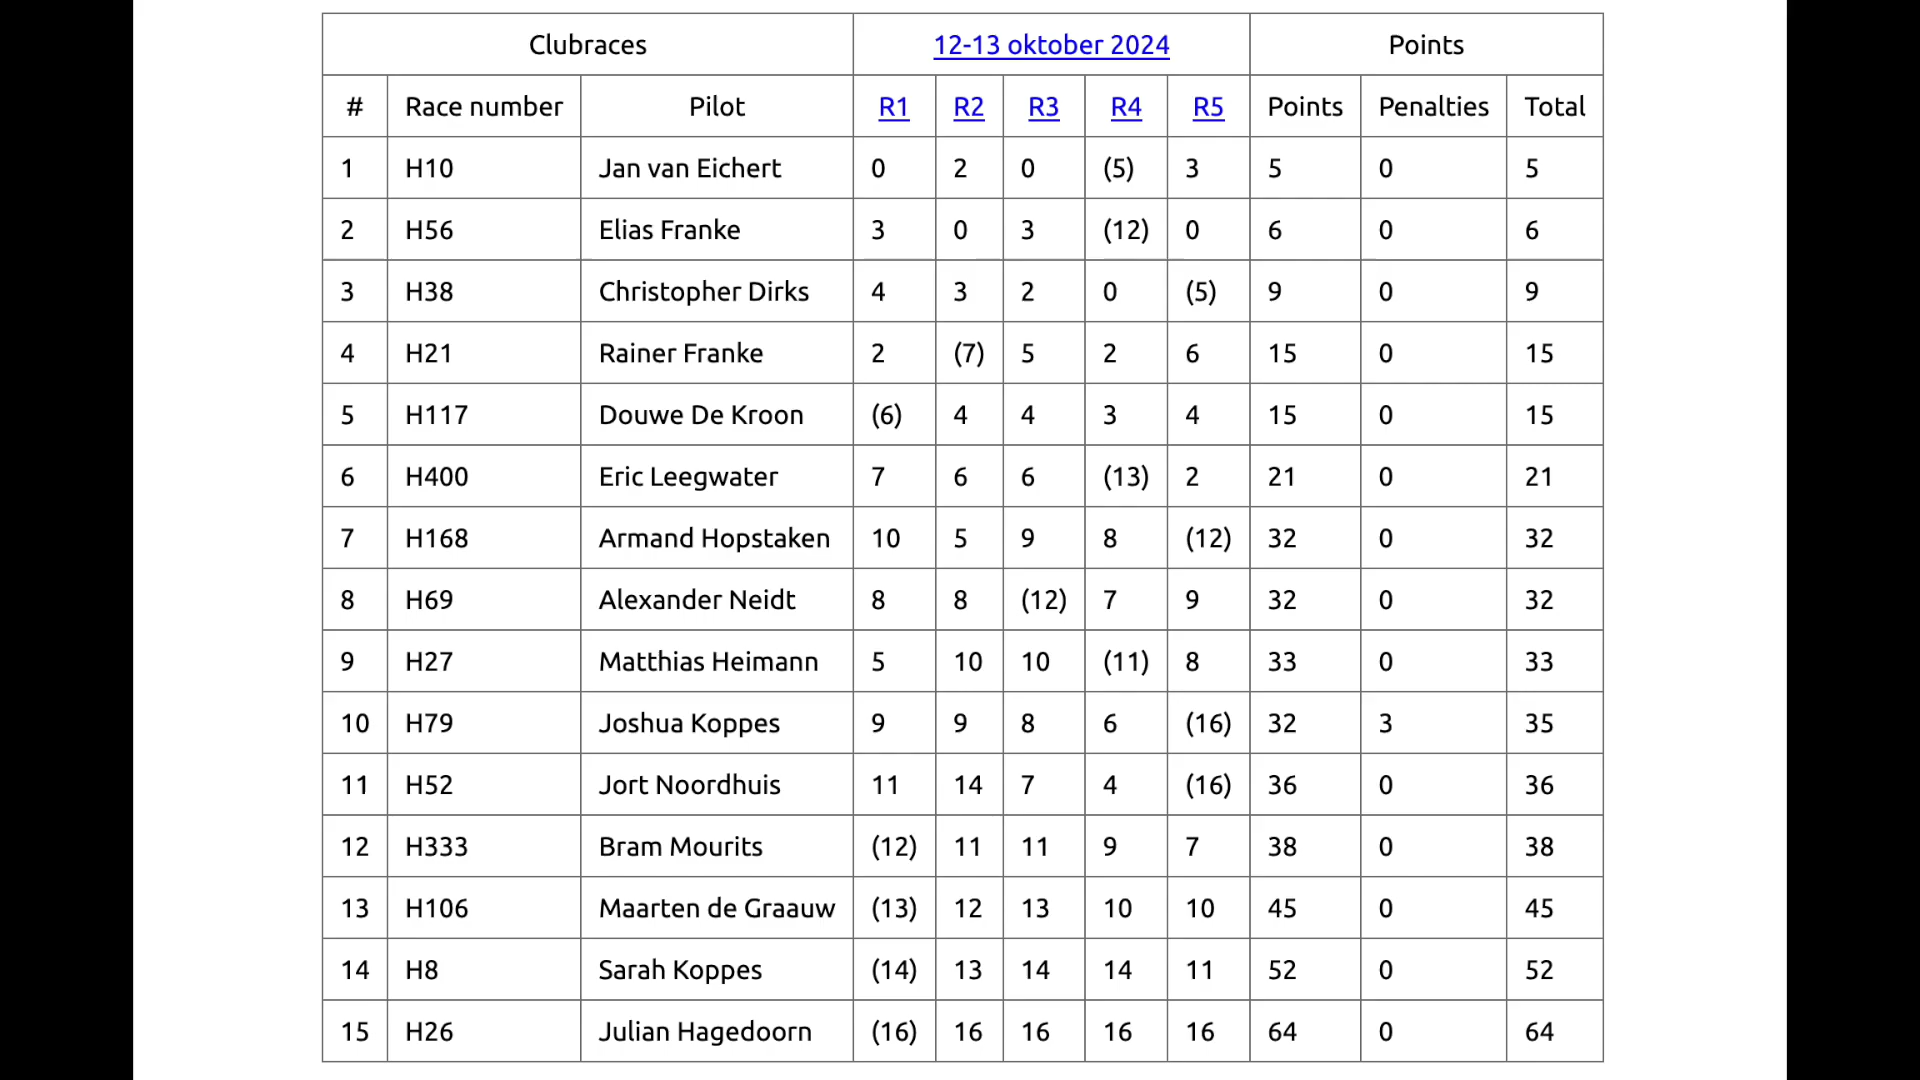 Clubraces 12-13 oktober 2024 Points
# Race number Pilot R1 R2 R3 R4 R5 Points Penalties Total
1 H10 Jan van Eichert 0 2 0 (5) 3 5 0 5
2 H56 Elias Franke 3 0 3 (12) 0 6 0 6
3 H38 Christopher Dirks 4 3 2 0 (5) 9 0 9
4 H21 Rainer Franke 2 (7) 5 2 6 15 0 15
5 H117 Douwe De Kroon (6) 4 4 3 4 15 0 15
6 H400 Eric Leegwater 7 6 6 (13) 2 21 0 21
7 H168 Armand Hopstaken 10 5 9 8 (12) 32 0 32
8 H69 Alexander Neidt 8 8 (12) 7 9 32 0 32
9 H27 Matthias Heimann 5 10 10 (11) 8 33 0 33
10 H79 Joshua Koppes 9 9 8 6 (16) 32 3 35
11 H52 Jort Noordhuis 11 14 7 4 (16) 36 0 36
12 H333 Bram Mourits (12) 11 11 9 7 38 0 38
13 H106 Maarten de Graauw (13) 12 13 10 10 45 0 45
14 H8 Sarah Koppes (14) 13 14 14 11 52 0 52
15 H26 Julian Hagedoorn (16) 16 16 16 16 64 0 64